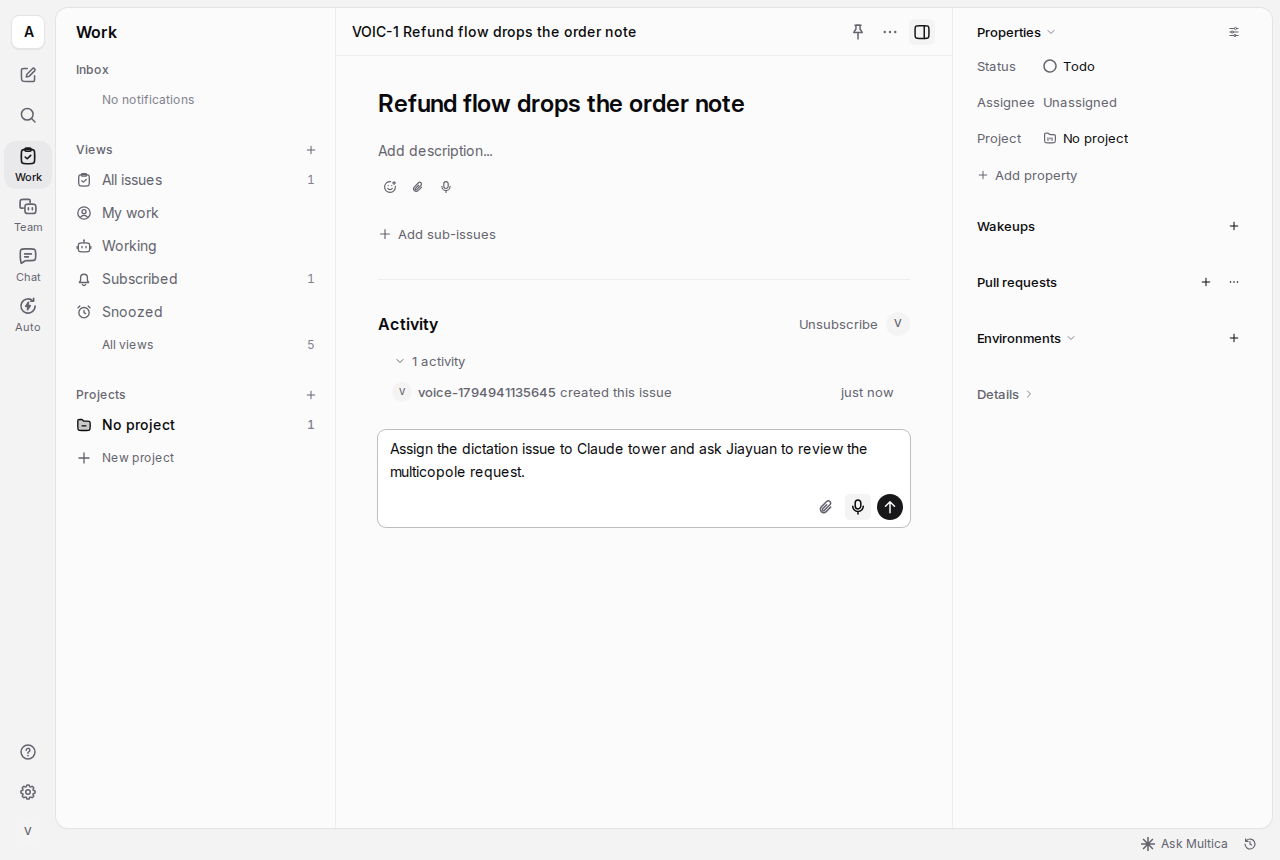 A
Work
Team
Chat
Auto
V
Work
Inbox
No notifications
Views
All issues 1
My work
Working
Subscribed 1
Snoozed
All views 5
Projects
No project 1
New project
VOIC-1 Refund flow drops the order note
Refund flow drops the order note
Add description...
Add sub-issues
Activity
Unsubscribe V
1 activity
V voice-1794941135645 created this issue just now
Assign the dictation issue to Claude tower and ask Jiayuan to review the
multicopole request.
Properties
Status Todo
Assignee Unassigned
Project No project
Add property
Wakeups
Pull requests
Environments
Details
Ask Multica